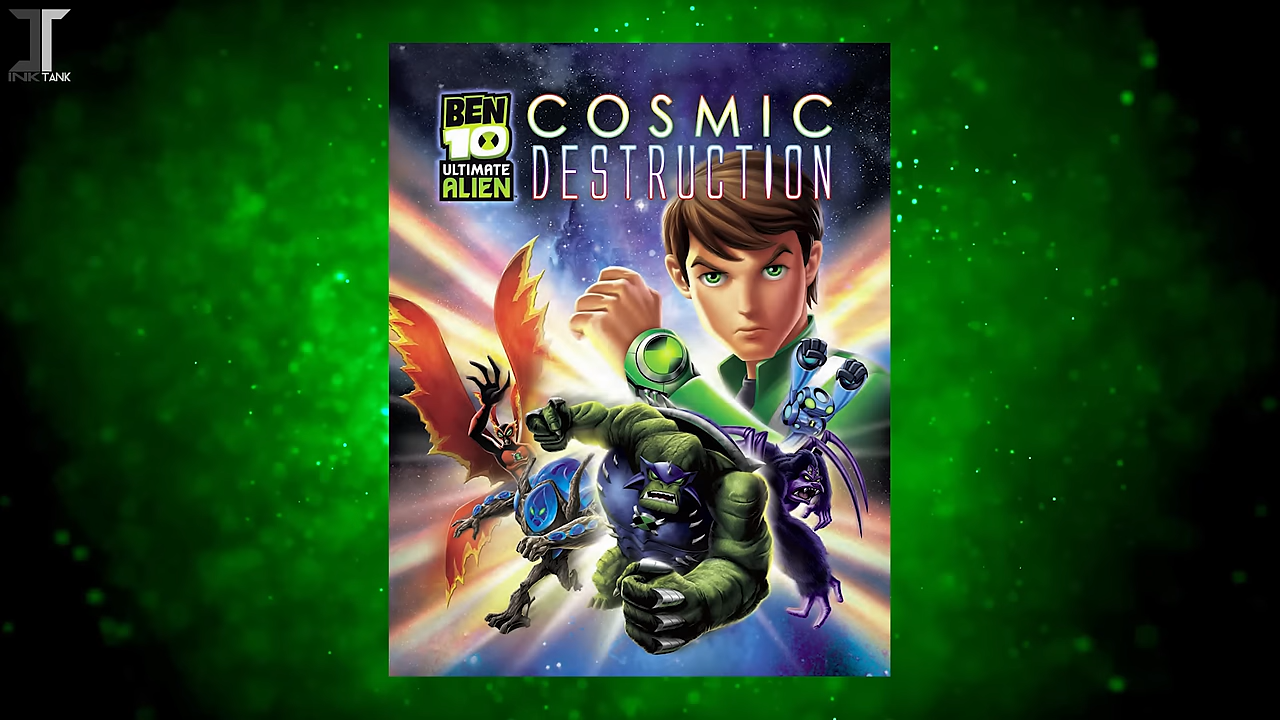 INK TANK
BEN
10
ULTIMATE
ALIEN
COSMIC
DESTRUCTION